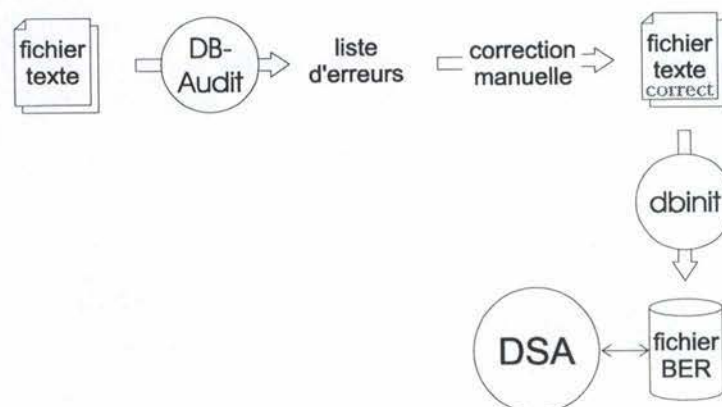 fichier
texte
DB-
Audit
liste
d'erreurs
correction
manuelle
fichier
texte
correct
dbinit
DSA
fichier
BER